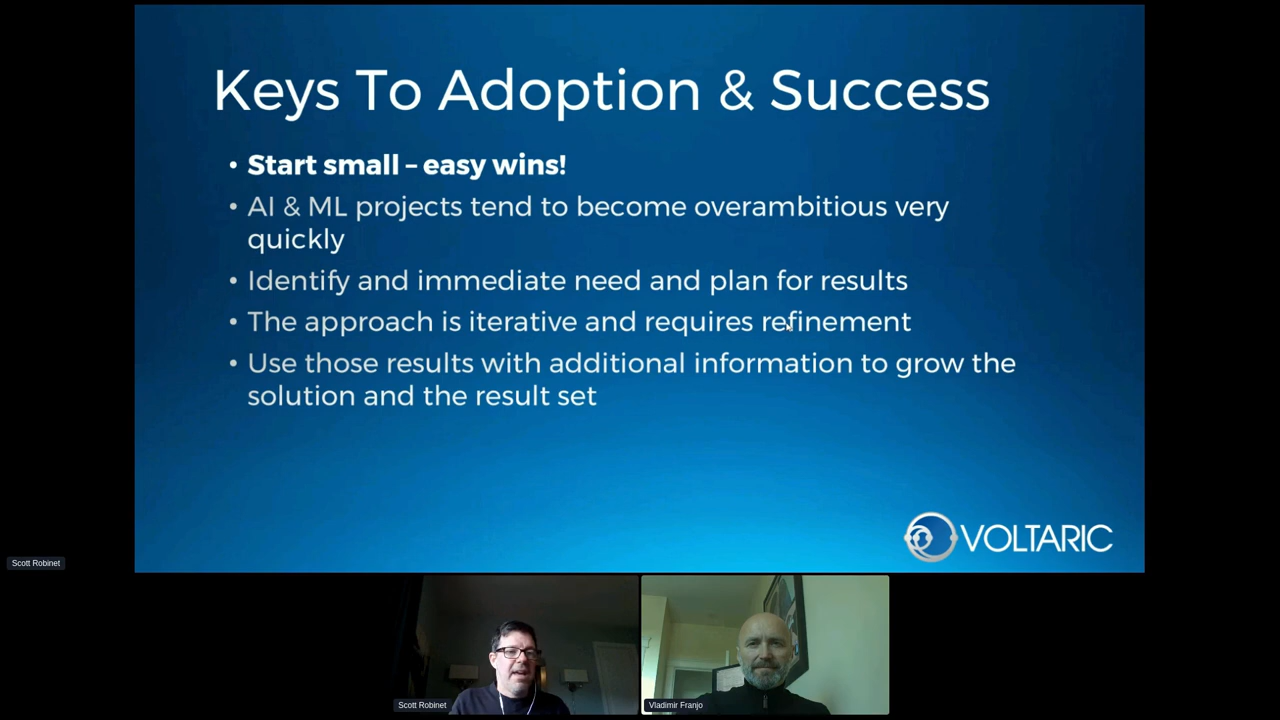 Keys To Adoption & Success
• Start small – easy wins!
• AI & ML projects tend to become overambitious very
quickly
• Identify and immediate need and plan for results
• The approach is iterative and requires refinement
• Use those results with additional information to grow the
solution and the result set
VOLTARIC
Scott Robinet
Scott Robinet
Vladimir Franjo